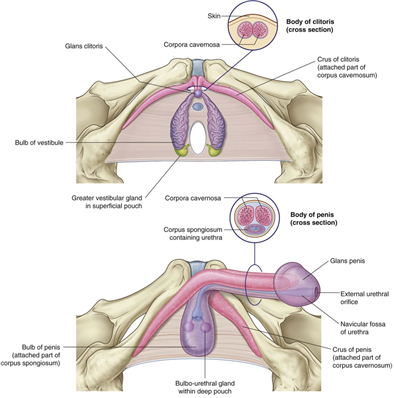 Skin
Body of clitoris
(cross section)
Glans clitoris
Corpora cavernosa
Crus of clitoris
(attached part of
corpus cavernosum)
Bulb of vestibule
Greater vestibular gland
in superficial pouch
Corpora cavernosa
Body of penis
(cross section)
Corpus spongiosum
containing urethra
Glans penis
External urethral
orifice
Navicular fossa
of urethra
Bulb of penis
(attached part of
corpus spongiosum)
Crus of penis
(attached part of
corpus cavernosum)
Bulbo-urethral gland
within deep pouch